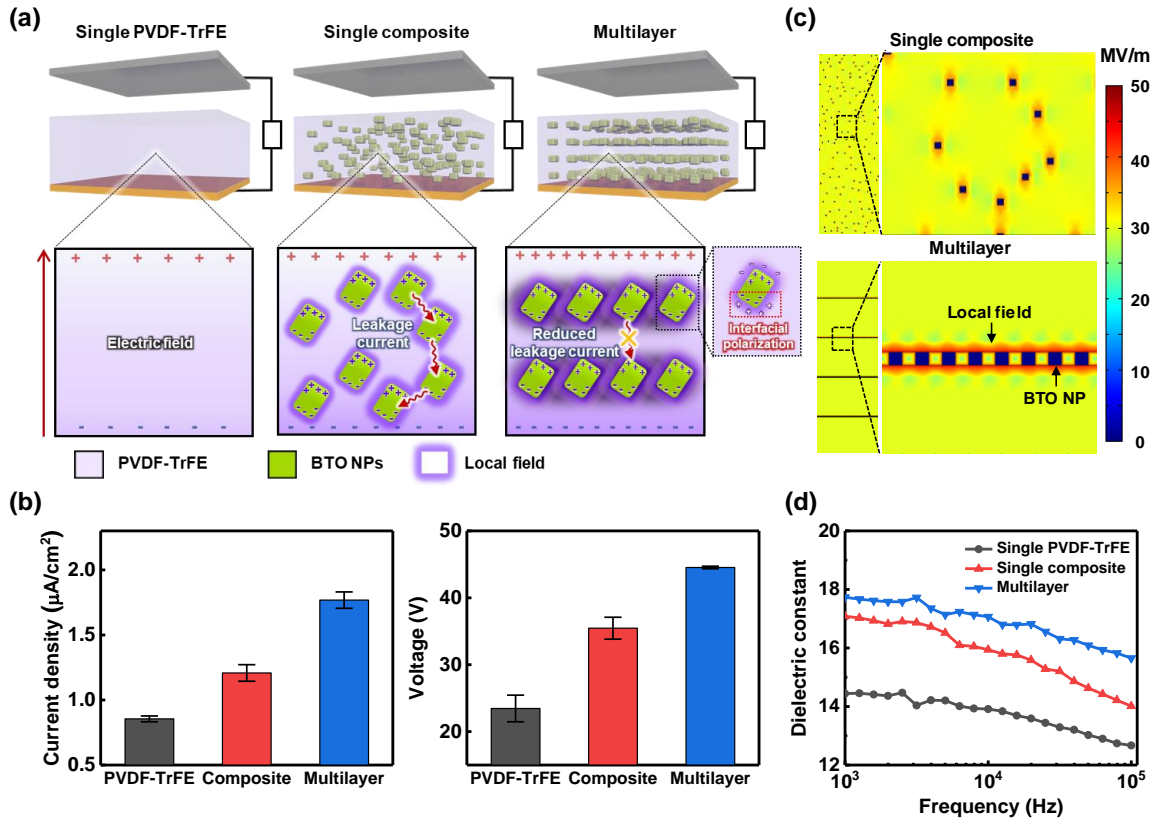 (a)
Single PVDF-TrFE
Single composite
Multilayer
+ + + + + + +
Electric field
- - - - - - -
+ + + + + + +
Leakage
current
- - - - - - -
+ + + + + + + + + +
Reduced
leakage current
- - - - - - -
Interfacial
polarization
PVDF-TrFE
BTO NPs
Local field
(c)
Single composite
MV/m
50
40
30
20
10
0
Multilayer
Local field
BTO NP
(b)
Current density (μA/cm²)
2.0
1.5
1.0
0.5
PVDF-TrFE
Composite
Multilayer
Voltage (V)
50
40
30
20
PVDF-TrFE
Composite
Multilayer
(d)
Dielectric constant
20
18
16
14
12
Single PVDF-TrFE
Single composite
Multilayer
10³
10⁴
10⁵
Frequency (Hz)